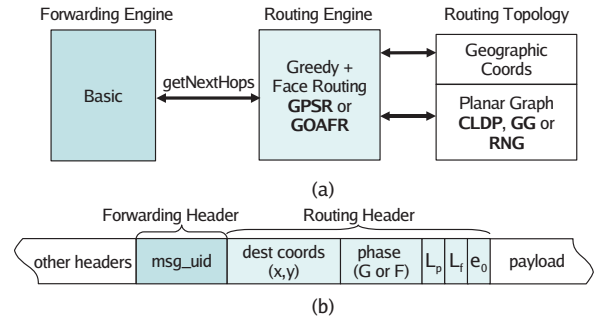 Forwarding Engine
Routing Engine
Routing Topology
Basic
getNextHops
Greedy +
Face Routing
GPSR or
GOAFR
Geographic
Coords
Planar Graph
CLDP, GG or
RNG
(a)
Forwarding Header
Routing Header
other headers
msg_uid
dest coords
(x,y)
phase
(G or F)
Lp
Lf
e0
payload
(b)